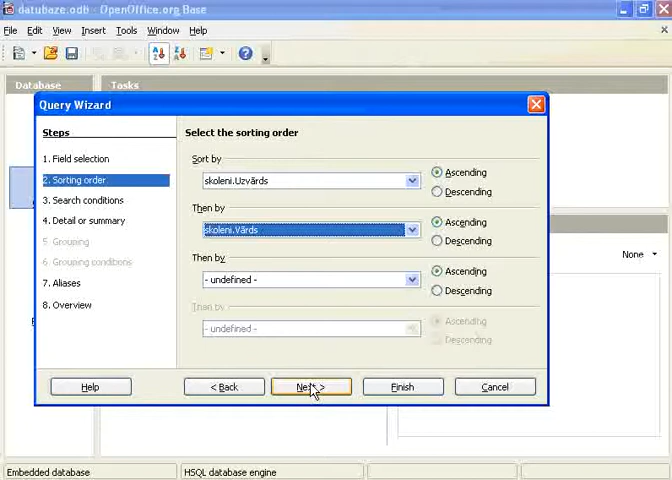 datubaze.odb - OpenOffice.org Base
File Edit View Insert Tools Window Help
Database Tasks
Query Wizard
Steps
1. Field selection
2. Sorting order
3. Search conditions
4. Detail or summary
5. Grouping
6. Grouping conditions
7. Aliases
8. Overview
Select the sorting order
Sort by
skoleni.Uzvārds
Ascending
Descending
Then by
skoleni.Vārds
Ascending
Descending
Then by
- undefined -
Ascending
Descending
Then by
- undefined -
Ascending
Descending
None
Help < Back Next > Finish Cancel
Embedded database HSQL database engine